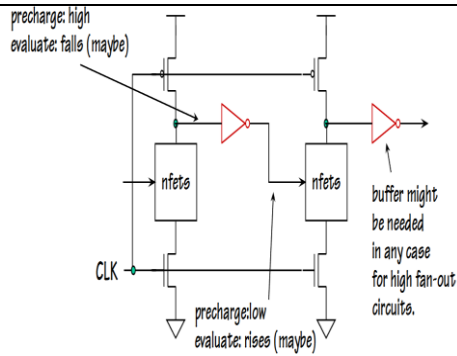 precharge: high
evaluate: falls (maybe)
nfets
nfets
buffer might
be needed
in any case
for high fan-out
circuits.
CLK
precharge:low
evaluate: rises (maybe)